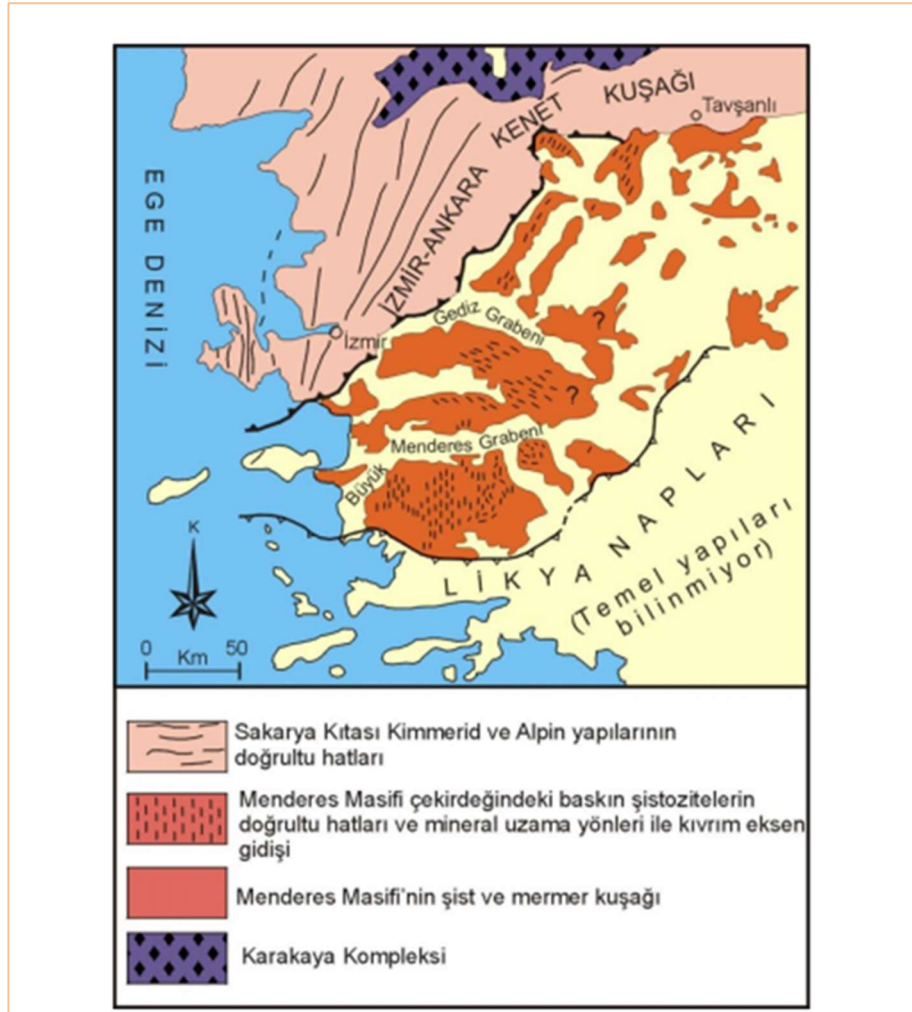 KENET
KUŞAĞI
Tavşanlı
İZMİR-ANKARA
EGE DENİZİ
Gediz Grabeni
?
İzmir
?
Menderes Grabeni
Büyük
LİKYA NAPLARI
(Temel yapıları
bilinmiyor)
K
0 50
Km
Sakarya Kıtası Kimmerid ve Alpin yapılarının
doğrultu hatları
Menderes Masifi çekirdeğindeki baskın şistozitelerin
doğrultu hatları ve mineral uzama yönleri ile kıvrım eksen
gidişi
Menderes Masifi'nin şist ve mermer kuşağı
Karakaya Kompleksi